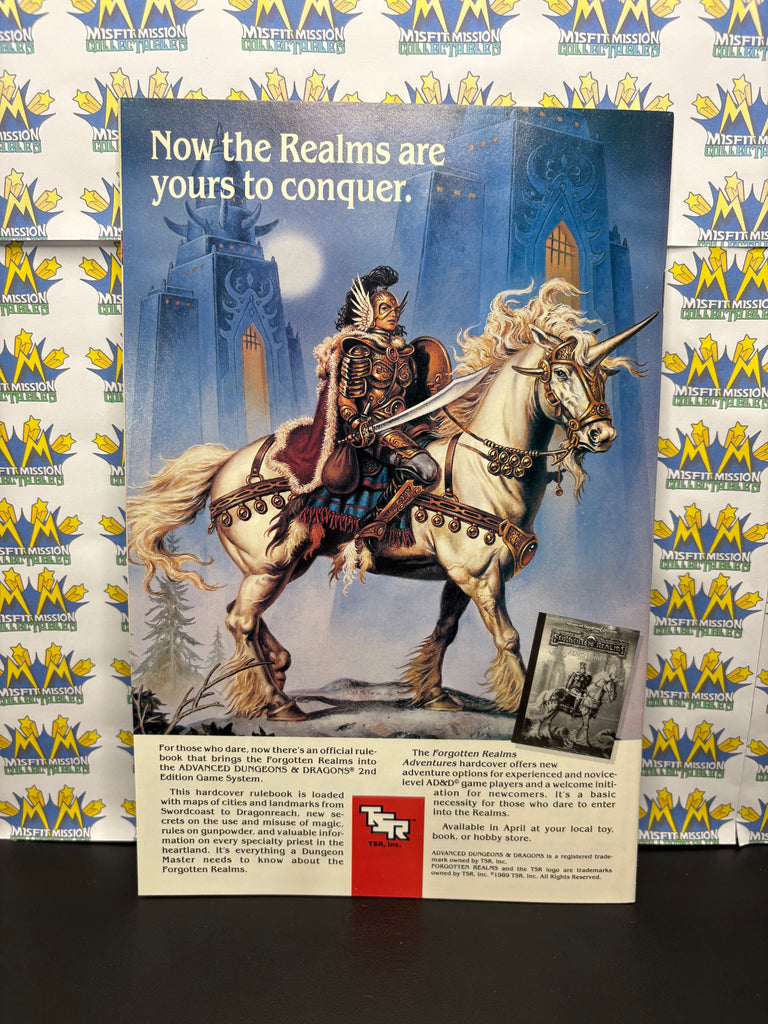 MISFIT MISSION
COLLECTABLES
Now the Realms are
yours to conquer.
FORGOTTEN REALMS
For those who dare, now there's an official rule-
book that brings the Forgotten Realms into
the ADVANCED DUNGEONS & DRAGONS® 2nd
Edition Game System.
This hardcover rulebook is loaded
with maps of cities and landmarks from
Swordcoast to Dragonreach, new se-
crets on the use and misuse of magic,
rules on gunpowder, and valuable infor-
mation on every specialty priest in the
heartland. It's everything a Dungeon
Master needs to know about the
Forgotten Realms.
TSR™
TSR, Inc.
The Forgotten Realms
Adventures hardcover offers new
adventure options for experienced and novice-
level AD&D® game players and a welcome initi-
ation for newcomers. It's a basic
necessity for those who dare to enter
into the Realms.
Available in April at your local toy,
book, or hobby store.
ADVANCED DUNGEONS & DRAGONS is a registered trade-
mark owned by TSR, Inc.
FORGOTTEN REALMS and the TSR logo are trademarks
owned by TSR, Inc. ©1989 TSR, Inc. All Rights Reserved.